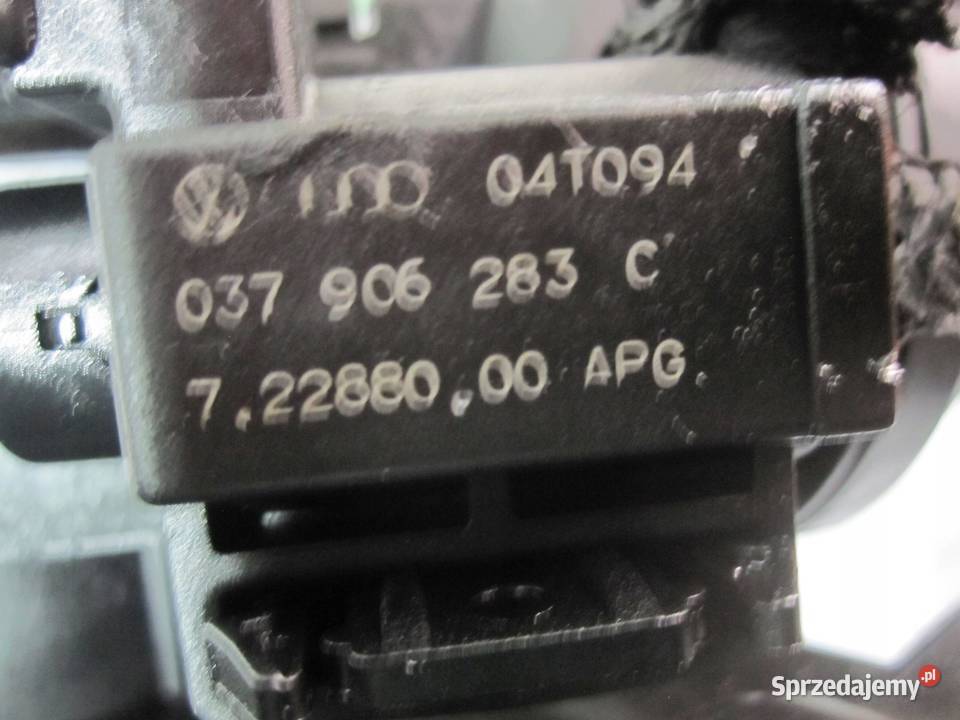 04T094
037 906 283 C
7.22880.00 APG
Sprzedajemy.pl